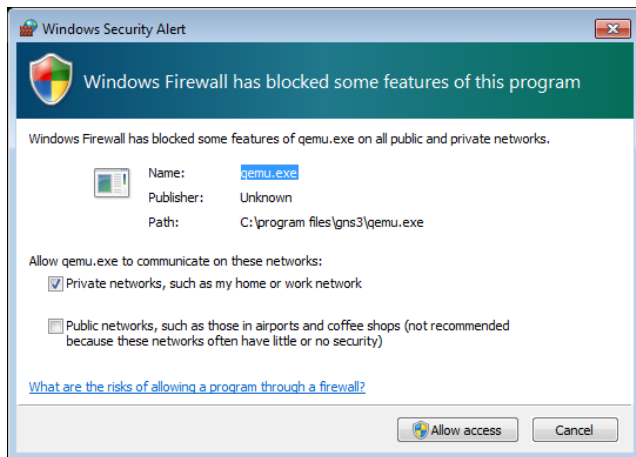 Windows Security Alert
Windows Firewall has blocked some features of this program
Windows Firewall has blocked some features of qemu.exe on all public and private networks.
Name: qemu.exe
Publisher: Unknown
Path: C:\program files\gns3\qemu.exe
Allow qemu.exe to communicate on these networks:
Private networks, such as my home or work network
Public networks, such as those in airports and coffee shops (not recommended
because these networks often have little or no security)
What are the risks of allowing a program through a firewall?
Allow access Cancel